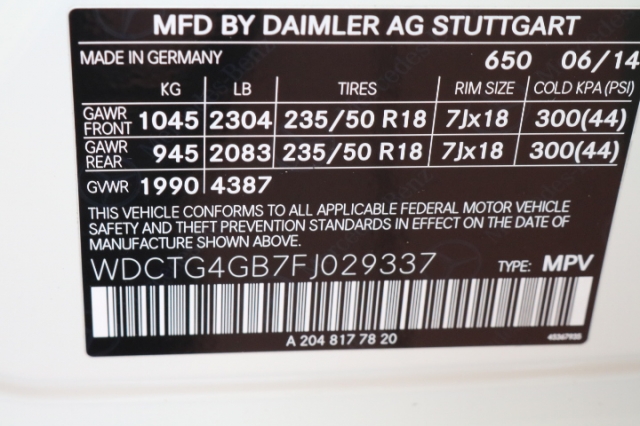 MFD BY DAIMLER AG STUTTGART
MADE IN GERMANY 650 06/14
KG LB TIRES RIM SIZE COLD KPA (PSI)
GAWR FRONT 1045 2304 235/50 R18 7Jx18 300(44)
GAWR REAR 945 2083 235/50 R18 7Jx18 300(44)
GVWR 1990 4387
THIS VEHICLE CONFORMS TO ALL APPLICABLE FEDERAL MOTOR VEHICLE
SAFETY AND THEFT PREVENTION STANDARDS IN EFFECT ON THE DATE
OF MANUFACTURE SHOWN ABOVE.
WDCTG4GB7FJ029337 TYPE: MPV
A 204 817 78 20